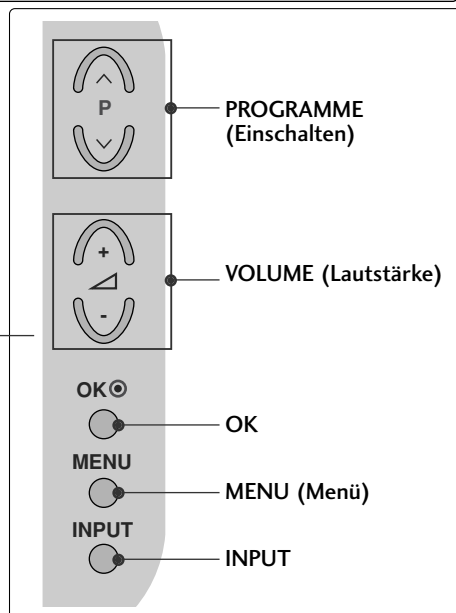 P
PROGRAMME
(Einschalten)
+
-
VOLUME (Lautstärke)
OK
OK
MENU
MENU (Menü)
INPUT
INPUT